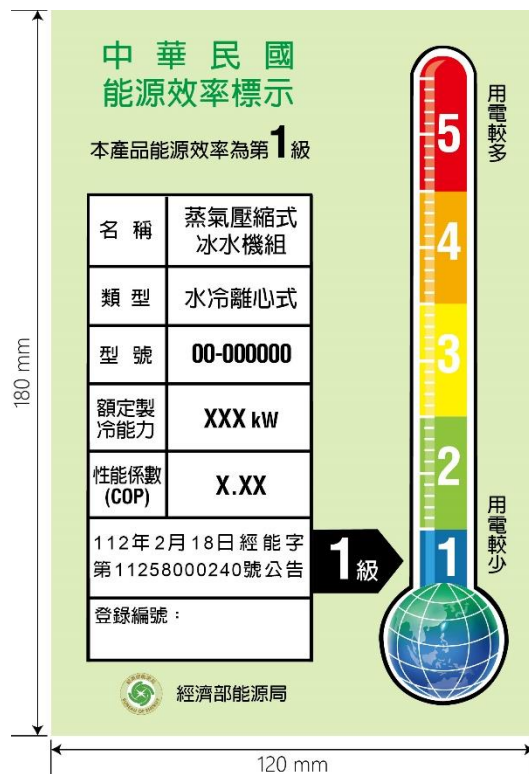 中華民國
能源效率標示
本產品能源效率為第1級
名稱
蒸氣壓縮式
冰水機組
類型
水冷離心式
型號
00-000000
額定製
冷能力
XXX kW
性能係數
(COP)
X.XX
112年2月18日經能字
第11258000240號公告
登錄編號：
1級
經濟部能源局
用電較多
5
4
3
2
1
用電較少
180 mm
120 mm